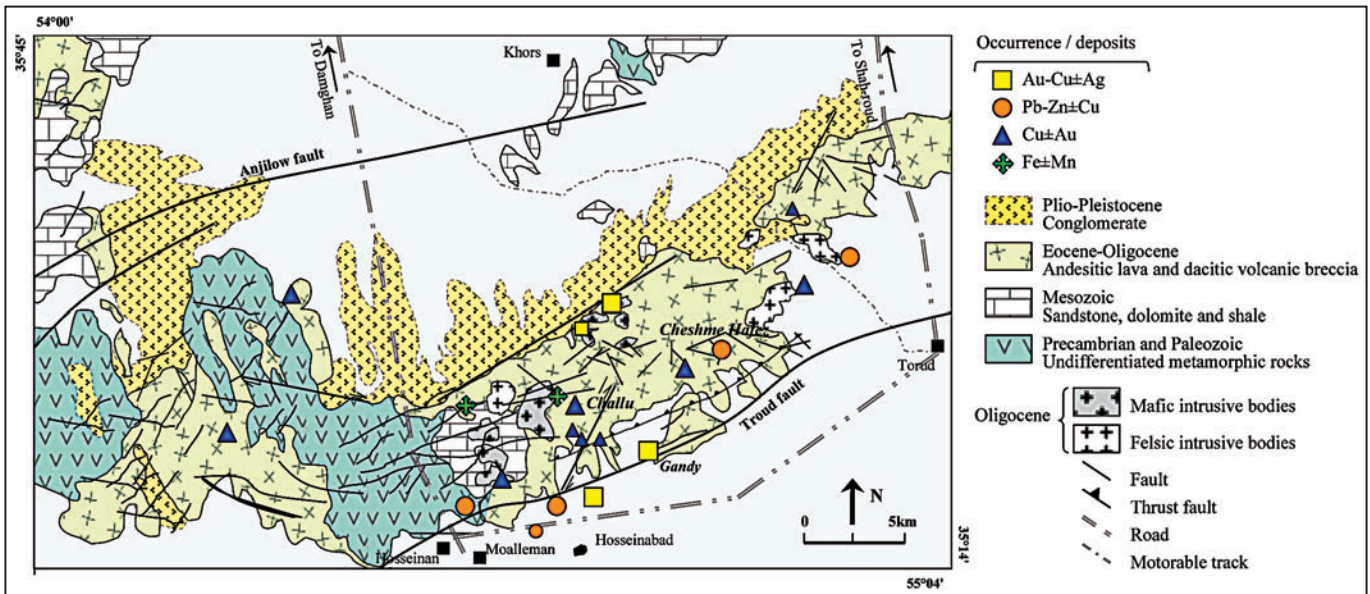 54°00'
35°45'
To Damghan
Khors
To Shah-roud
Anjilow fault
Cheshme Hafez
Torud
Challu
Troud fault
Gandy
N
0 5km
Hosseinan
Moalleman
Hosseinabad
35°14'
55°04'
Occurrence / deposits
Au-Cu±Ag
Pb-Zn±Cu
Cu±Au
Fe±Mn
Plio-Pleistocene
Conglomerate
Eocene-Oligocene
Andesitic lava and dacitic volcanic breccia
Mesozoic
Sandstone, dolomite and shale
Precambrian and Paleozoic
Undifferentiated metamorphic rocks
Oligocene
Mafic intrusive bodies
Felsic intrusive bodies
Fault
Thrust fault
Road
Motorable track